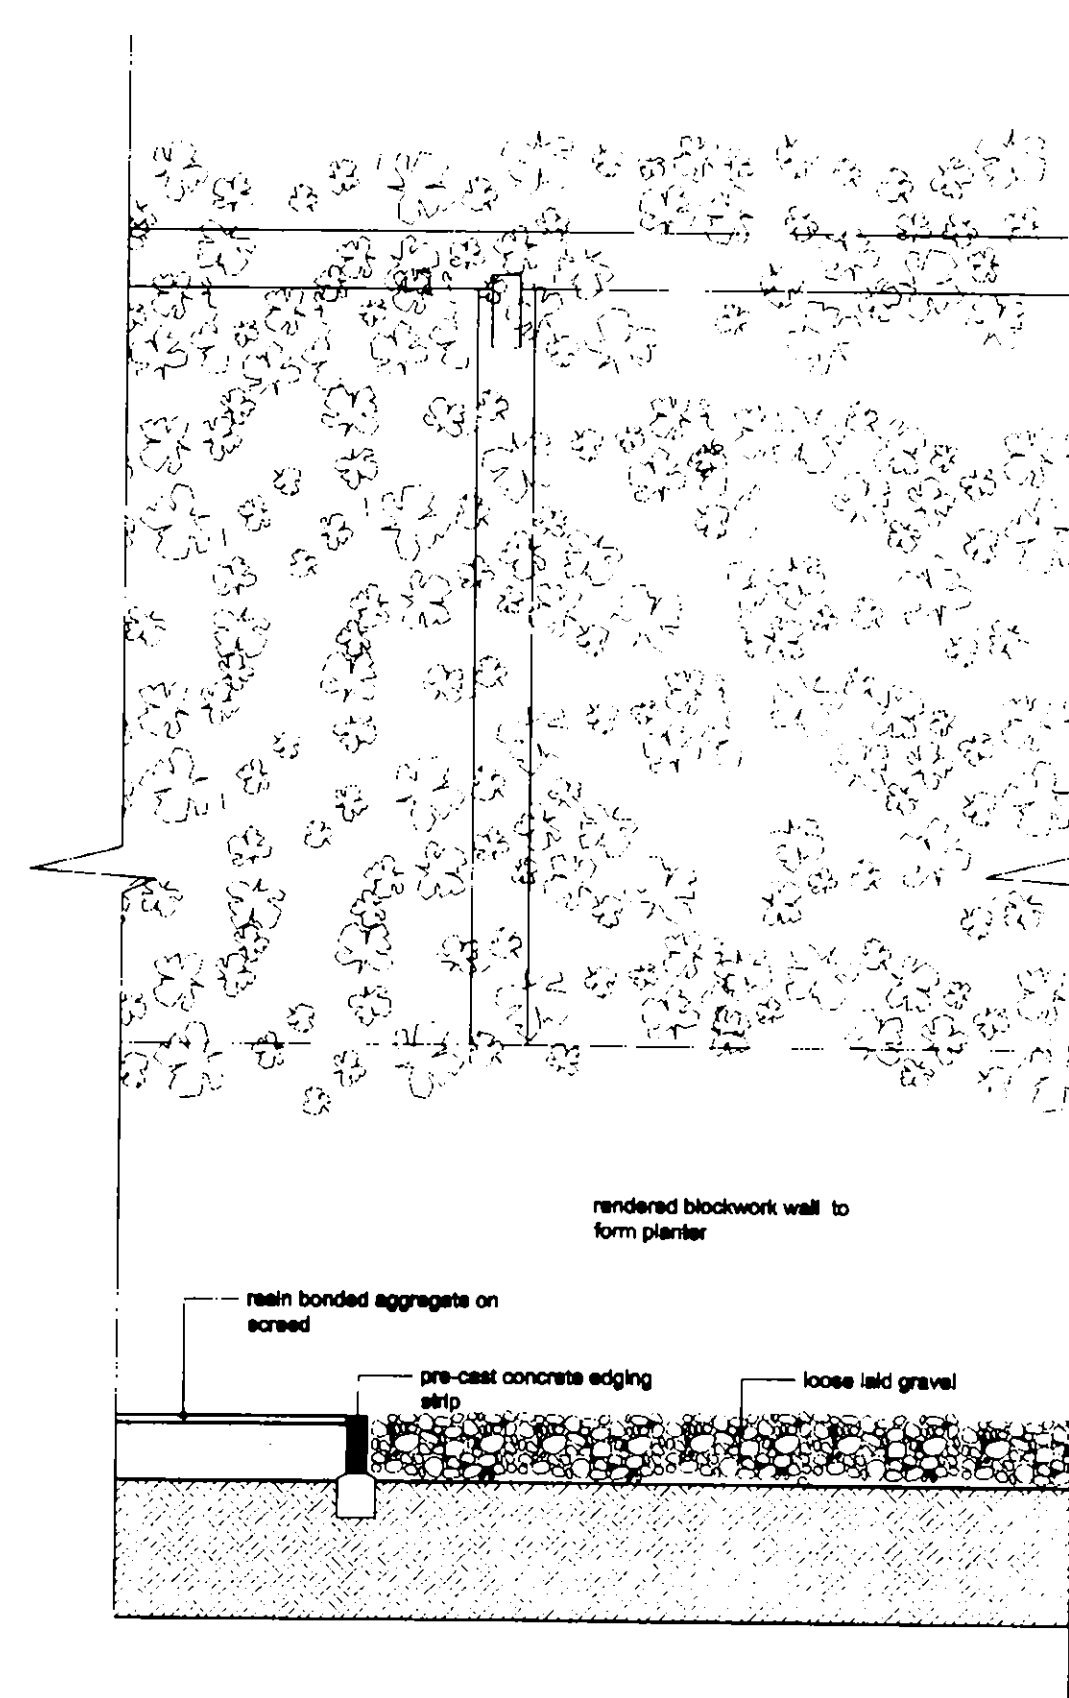 rendered blockwork wall to
form planter
resin bonded aggregate on
screed
pre-cast concrete edging
strip
loose laid gravel